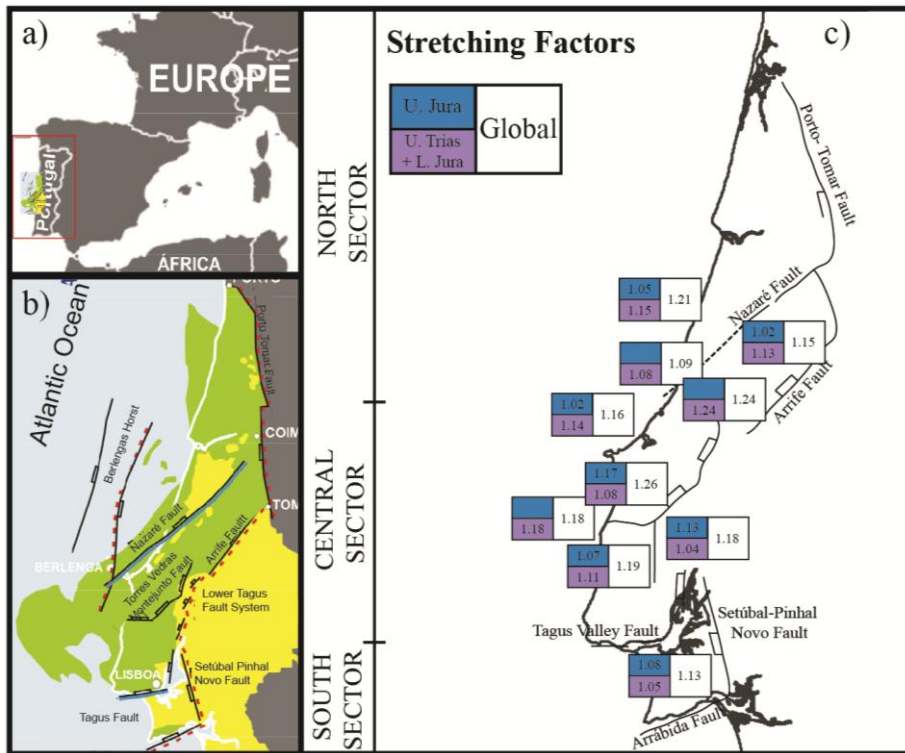 a)
EUROPE
Portugal
ÁFRICA
b)
Atlantic Ocean
PORTO
Porto Tomar Fault
Berlengas Horst
COIM
Nazaré Fault
TOM
Arrife Faultt
BERLENGA
Torres Vedras
Montejunto Fault
Lower Tagus
Fault System
Setúbal Pinhal
Novo Fault
LISBOA
Tagus Fault
NORTH
SECTOR
CENTRAL
SECTOR
SOUTH
SECTOR
c)
Stretching Factors
U. Jura
U. Trias
+ L. Jura
Global
Porto- Tomar Fault
Nazaré Fault
Arrife Fault
1.05
1.15
1.21
1.02
1.13
1.15
1.08
1.09
1.24
1.24
1.02
1.14
1.16
1.17
1.08
1.26
1.18
1.18
1.13
1.04
1.18
1.07
1.11
1.19
Tagus Valley Fault
Setúbal-Pinhal
Novo Fault
1.08
1.05
1.13
Arrábida Fault